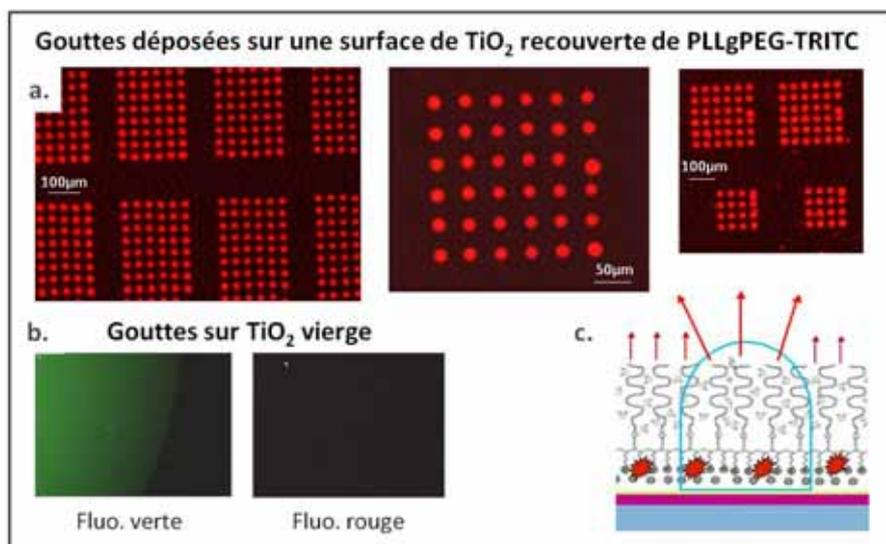 Gouttes déposées sur une surface de TiO₂ recouverte de PLLgPEG-TRITC
a.
100µm
50µm
100µm
b. Gouttes sur TiO₂ vierge
c.
Fluo. verte
Fluo. rouge